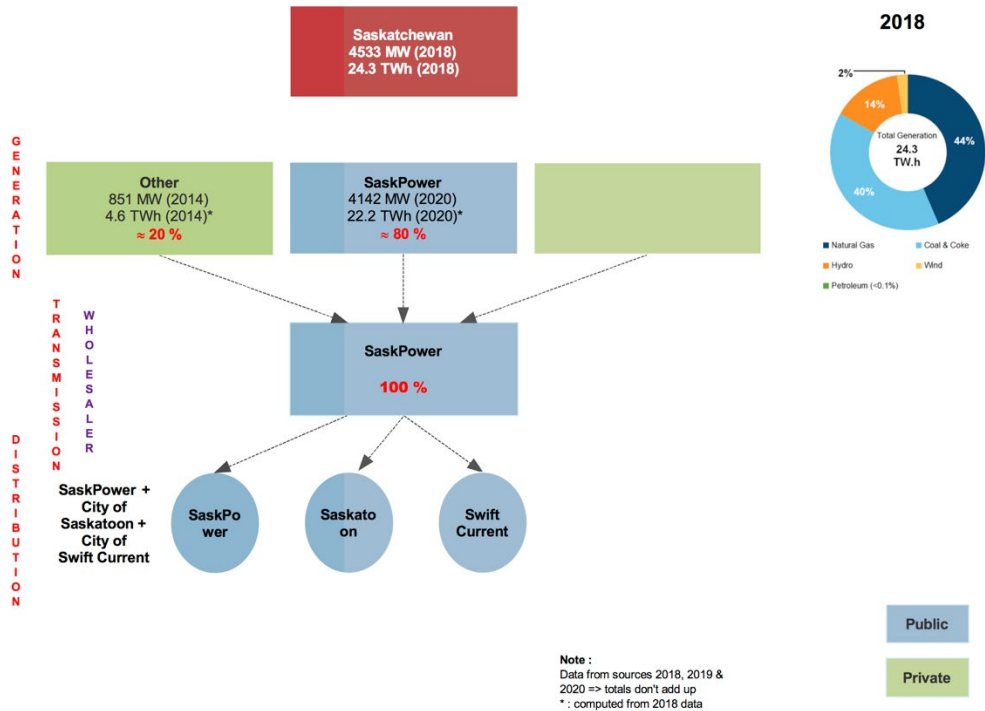 Saskatchewan
4533 MW (2018)
24.3 TWh (2018)
2018
2%
14%
44%
40%
Total Generation
24.3
TW.h
Natural Gas
Coal & Coke
Hydro
Wind
Petroleum (<0.1%)
GENERATION
Other
851 MW (2014)
4.6 TWh (2014)*
≈ 20 %
SaskPower
4142 MW (2020)
22.2 TWh (2020)*
≈ 80 %
TRANSMISSION
WHOLESALER
SaskPower
100 %
DISTRIBUTION
SaskPower +
City of
Saskatoon +
City of
Swift Current
SaskPo
wer
Saskato
on
Swift
Current
Public
Private
Note :
Data from sources 2018, 2019 &
2020 => totals don't add up
* : computed from 2018 data